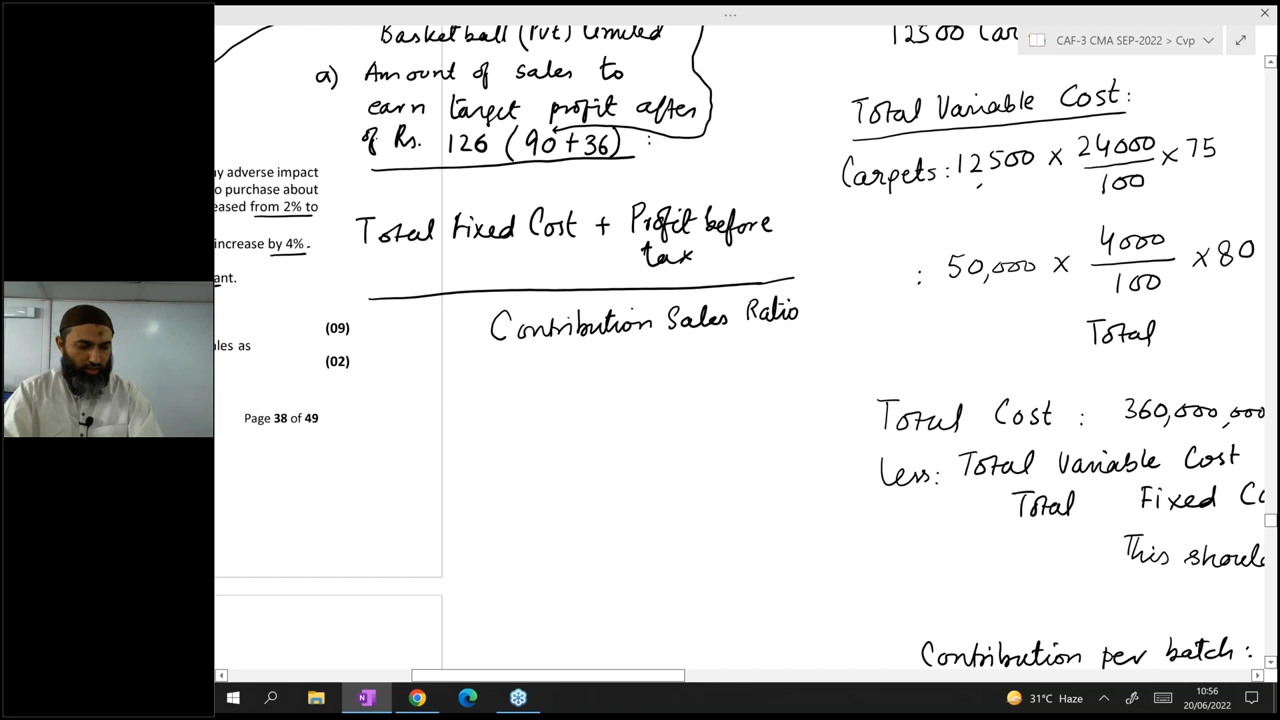 Basketball (Pvt) Limited
a) Amount of sales to
earn target profit after
of Rs. 126 (90+36) :
Total Fixed Cost + Profit before
tax
Contribution Sales Ratio
ny adverse impact
o purchase about
eased from 2% to
increase by 4%.
ant.
(09)
ales as
(02)
Page 38 of 49
12500 Car
CAF-3 CMA SEP-2022 > Cvp
Total Variable Cost:
Carpets: 12500 × 24000/100 × 75
: 50,000 × 4000/100 × 80
Total
Total Cost : 360,000,000
less: Total Variable Cost
Total Fixed Co
This should
Contribution per batch:
31°C Haze
10:56
20/06/2022